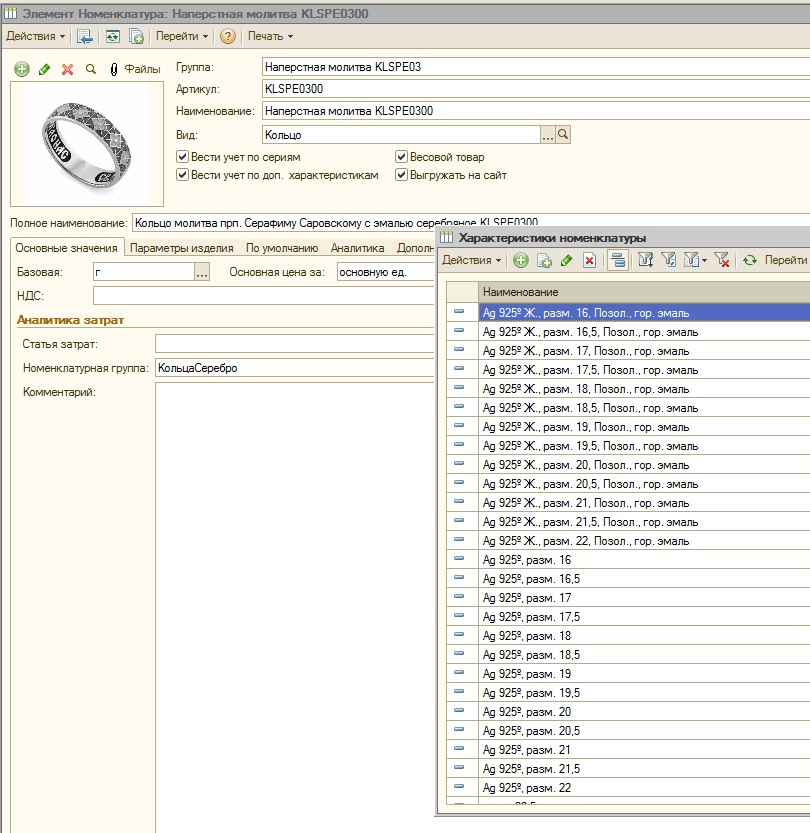 Элемент Номенклатура: Наперстная молитва KLSPE0300
Действия Перейти ? Печать
Файлы
Группа: Наперстная молитва KLSPE03
Артикул: KLSPE0300
Наименование: Наперстная молитва KLSPE0300
Вид: Кольцо ...
Вести учет по сериям Весовой товар
Вести учет по доп. характеристикам Выгружать на сайт
Полное наименование: Кольцо молитва прп. Серафиму Саровскому с эмалью серебряное KLSPE0300
Основные значения Параметры изделия По умолчанию Аналитика Дополн
Базовая: г ... Основная цена за: основную ед.
НДС:
Аналитика затрат
Статья затрат:
Номенклатурная группа: КольцаСеребро
Комментарий:
Характеристики номенклатуры
Действия Перейти
Наименование
Ag 925º Ж., разм. 16, Позол., гор. эмаль
Ag 925º Ж., разм. 16,5, Позол., гор. эмаль
Ag 925º Ж., разм. 17, Позол., гор. эмаль
Ag 925º Ж., разм. 17,5, Позол., гор. эмаль
Ag 925º Ж., разм. 18, Позол., гор. эмаль
Ag 925º Ж., разм. 18,5, Позол., гор. эмаль
Ag 925º Ж., разм. 19, Позол., гор. эмаль
Ag 925º Ж., разм. 19,5, Позол., гор. эмаль
Ag 925º Ж., разм. 20, Позол., гор. эмаль
Ag 925º Ж., разм. 20,5, Позол., гор. эмаль
Ag 925º Ж., разм. 21, Позол., гор. эмаль
Ag 925º Ж., разм. 21,5, Позол., гор. эмаль
Ag 925º Ж., разм. 22, Позол., гор. эмаль
Ag 925º, разм. 16
Ag 925º, разм. 16,5
Ag 925º, разм. 17
Ag 925º, разм. 17,5
Ag 925º, разм. 18
Ag 925º, разм. 18,5
Ag 925º, разм. 19
Ag 925º, разм. 19,5
Ag 925º, разм. 20
Ag 925º, разм. 20,5
Ag 925º, разм. 21
Ag 925º, разм. 21,5
Ag 925º, разм. 22